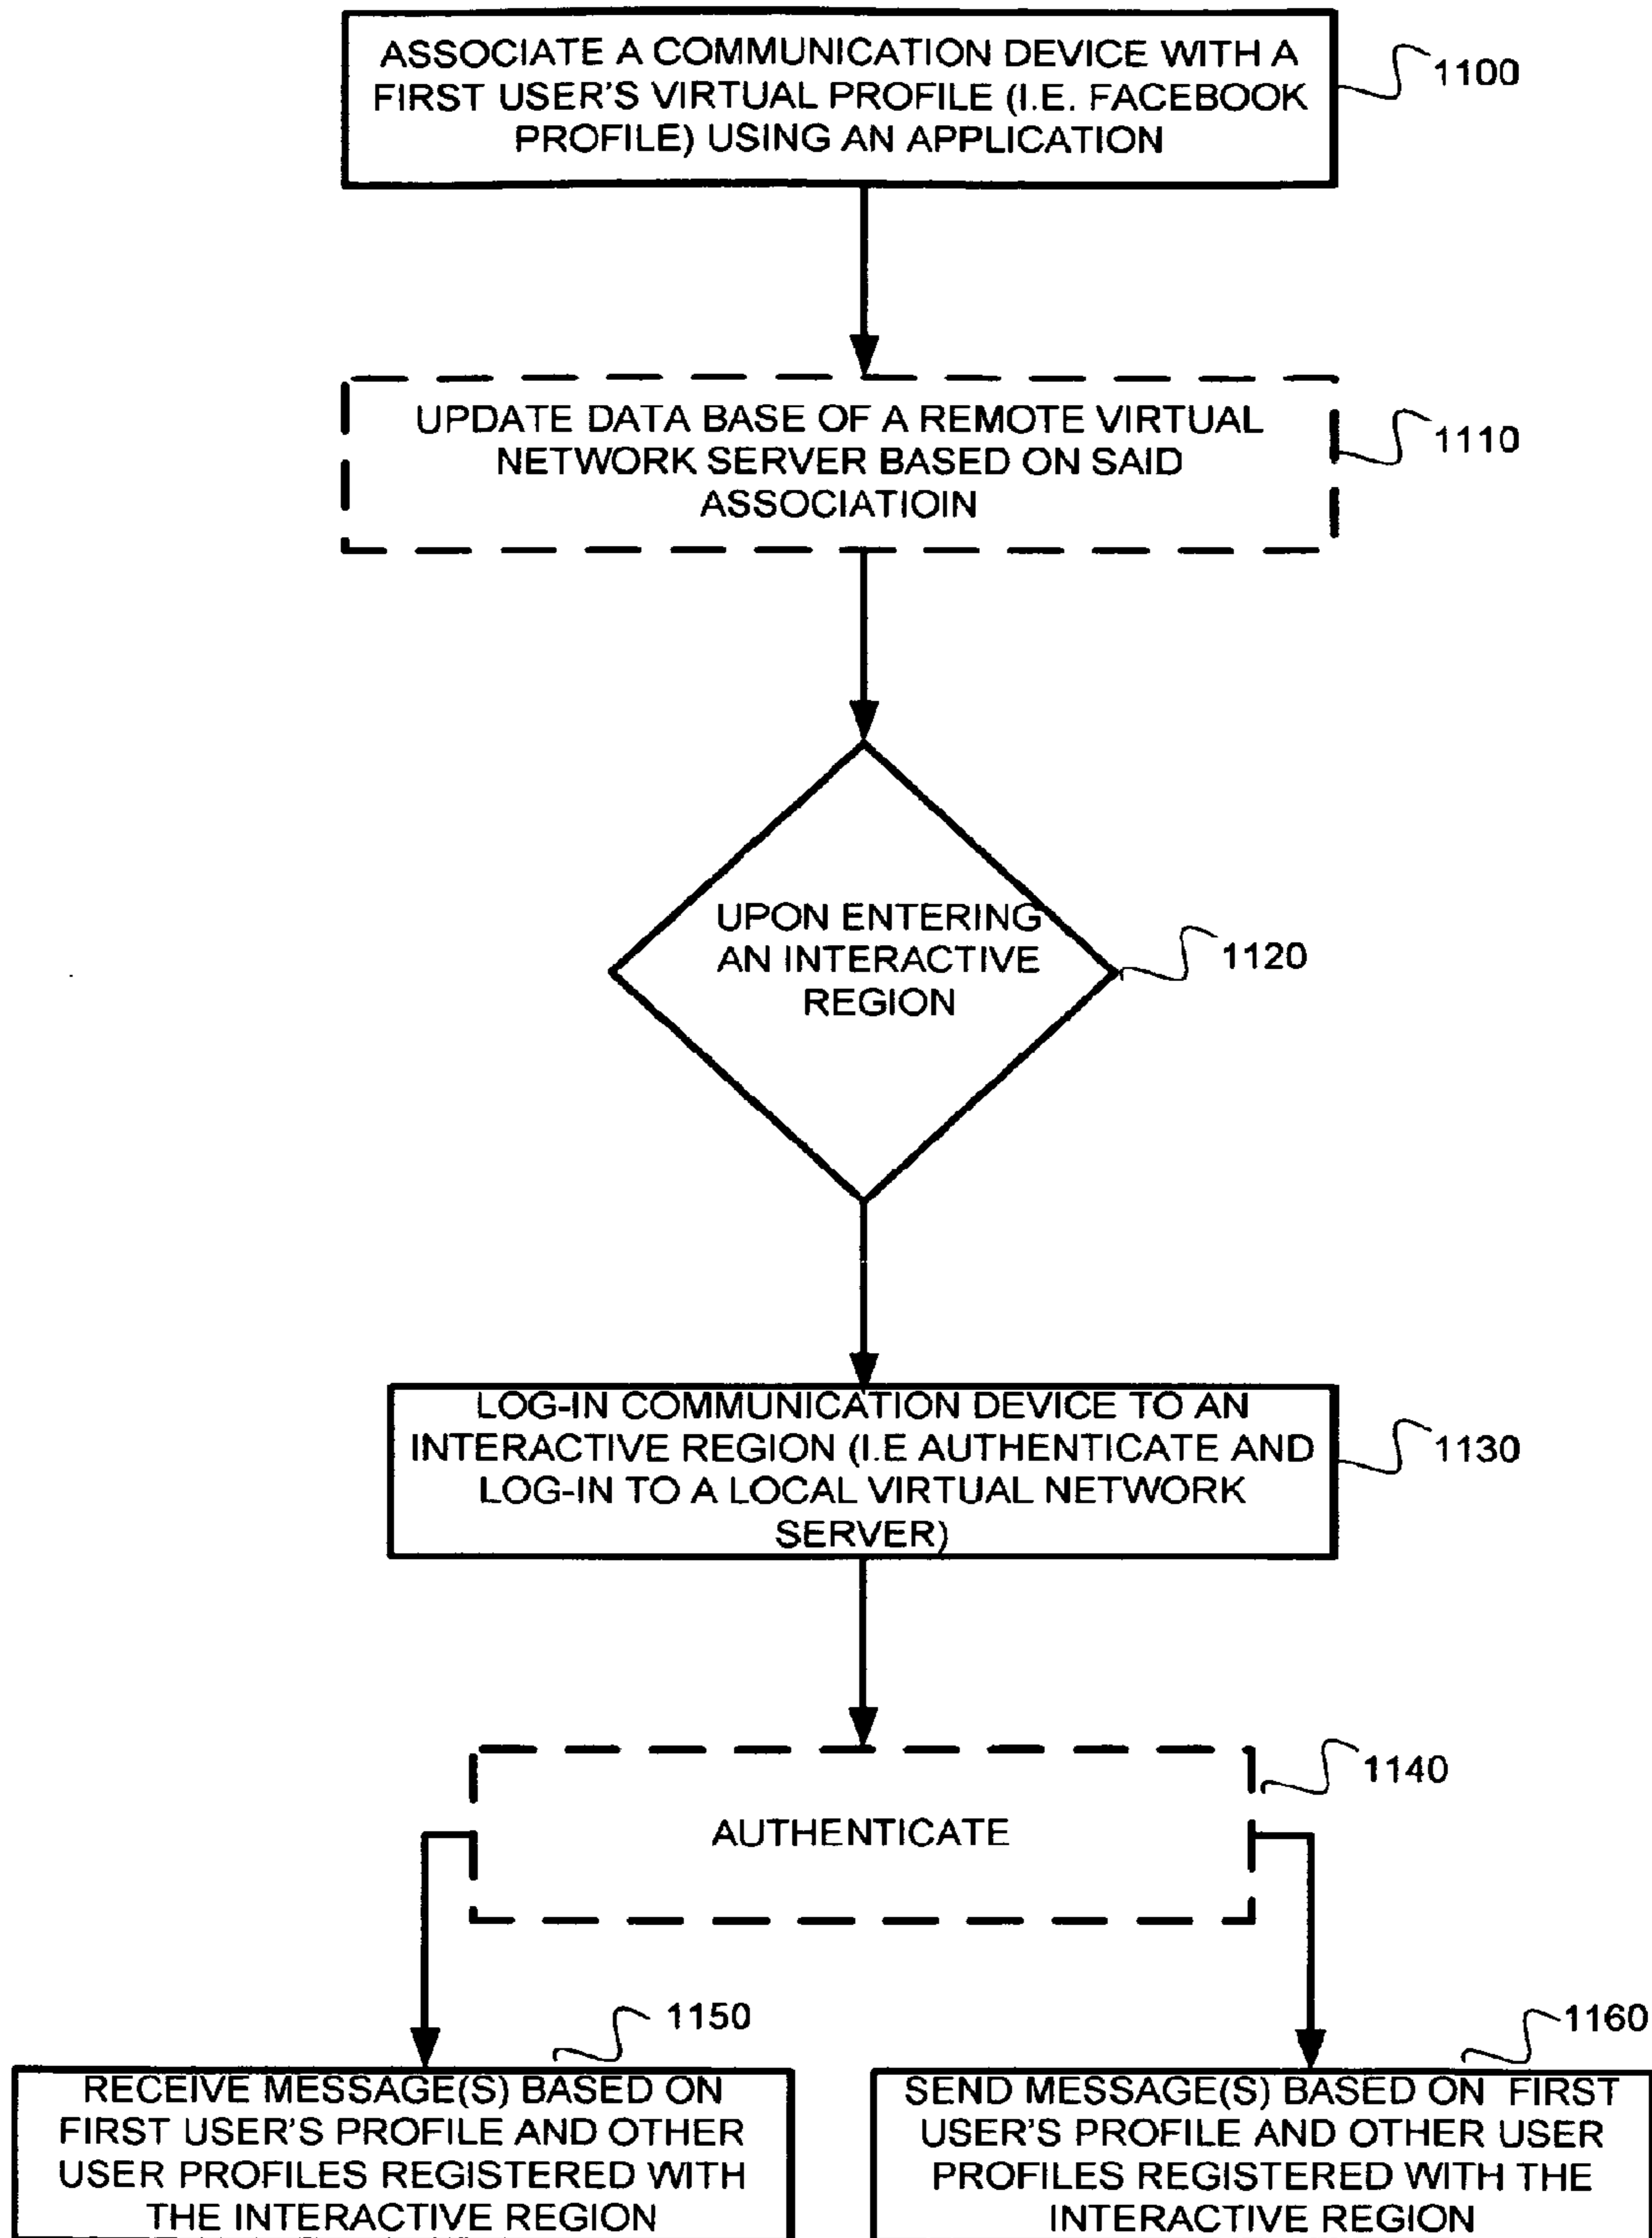 ASSOCIATE A COMMUNICATION DEVICE WITH A
FIRST USER'S VIRTUAL PROFILE (I.E. FACEBOOK
PROFILE) USING AN APPLICATION
1100
UPDATE DATA BASE OF A REMOTE VIRTUAL
NETWORK SERVER BASED ON SAID
ASSOCIATIOIN
1110
UPON ENTERING
AN INTERACTIVE
REGION
1120
LOG-IN COMMUNICATION DEVICE TO AN
INTERACTIVE REGION (I.E AUTHENTICATE AND
LOG-IN TO A LOCAL VIRTUAL NETWORK
SERVER)
1130
AUTHENTICATE
1140
RECEIVE MESSAGE(S) BASED ON
FIRST USER'S PROFILE AND OTHER
USER PROFILES REGISTERED WITH
THE INTERACTIVE REGION
1150
SEND MESSAGE(S) BASED ON FIRST
USER'S PROFILE AND OTHER USER
PROFILES REGISTERED WITH THE
INTERACTIVE REGION
1160